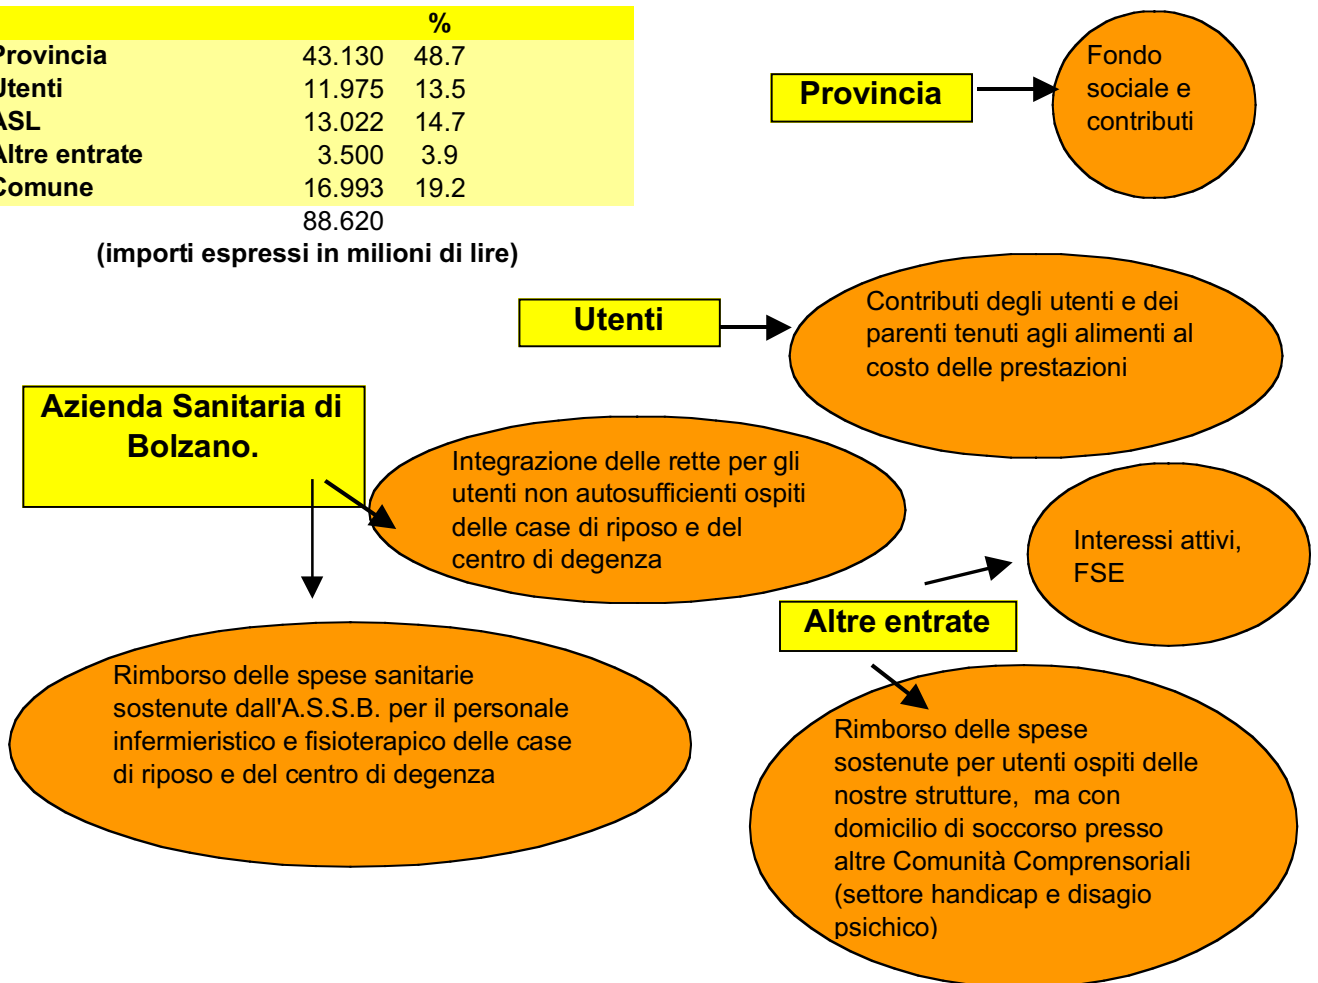 %
Provincia 43.130 48.7
Utenti 11.975 13.5
ASL 13.022 14.7
Altre entrate 3.500 3.9
Comune 16.993 19.2
88.620
(importi espressi in milioni di lire)
Provincia
Fondo
sociale e
contributi
Utenti
Contributi degli utenti e dei
parenti tenuti agli alimenti al
costo delle prestazioni
Azienda Sanitaria di
Bolzano.
Integrazione delle rette per gli
utenti non autosufficienti ospiti
delle case di riposo e del
centro di degenza
Interessi attivi,
FSE
Altre entrate
Rimborso delle spese sanitarie
sostenute dall'A.S.S.B. per il personale
infermieristico e fisioterapico delle case
di riposo e del centro di degenza
Rimborso delle spese
sostenute per utenti ospiti delle
nostre strutture, ma con
domicilio di soccorso presso
altre Comunità Comprensoriali
(settore handicap e disagio
psichico)